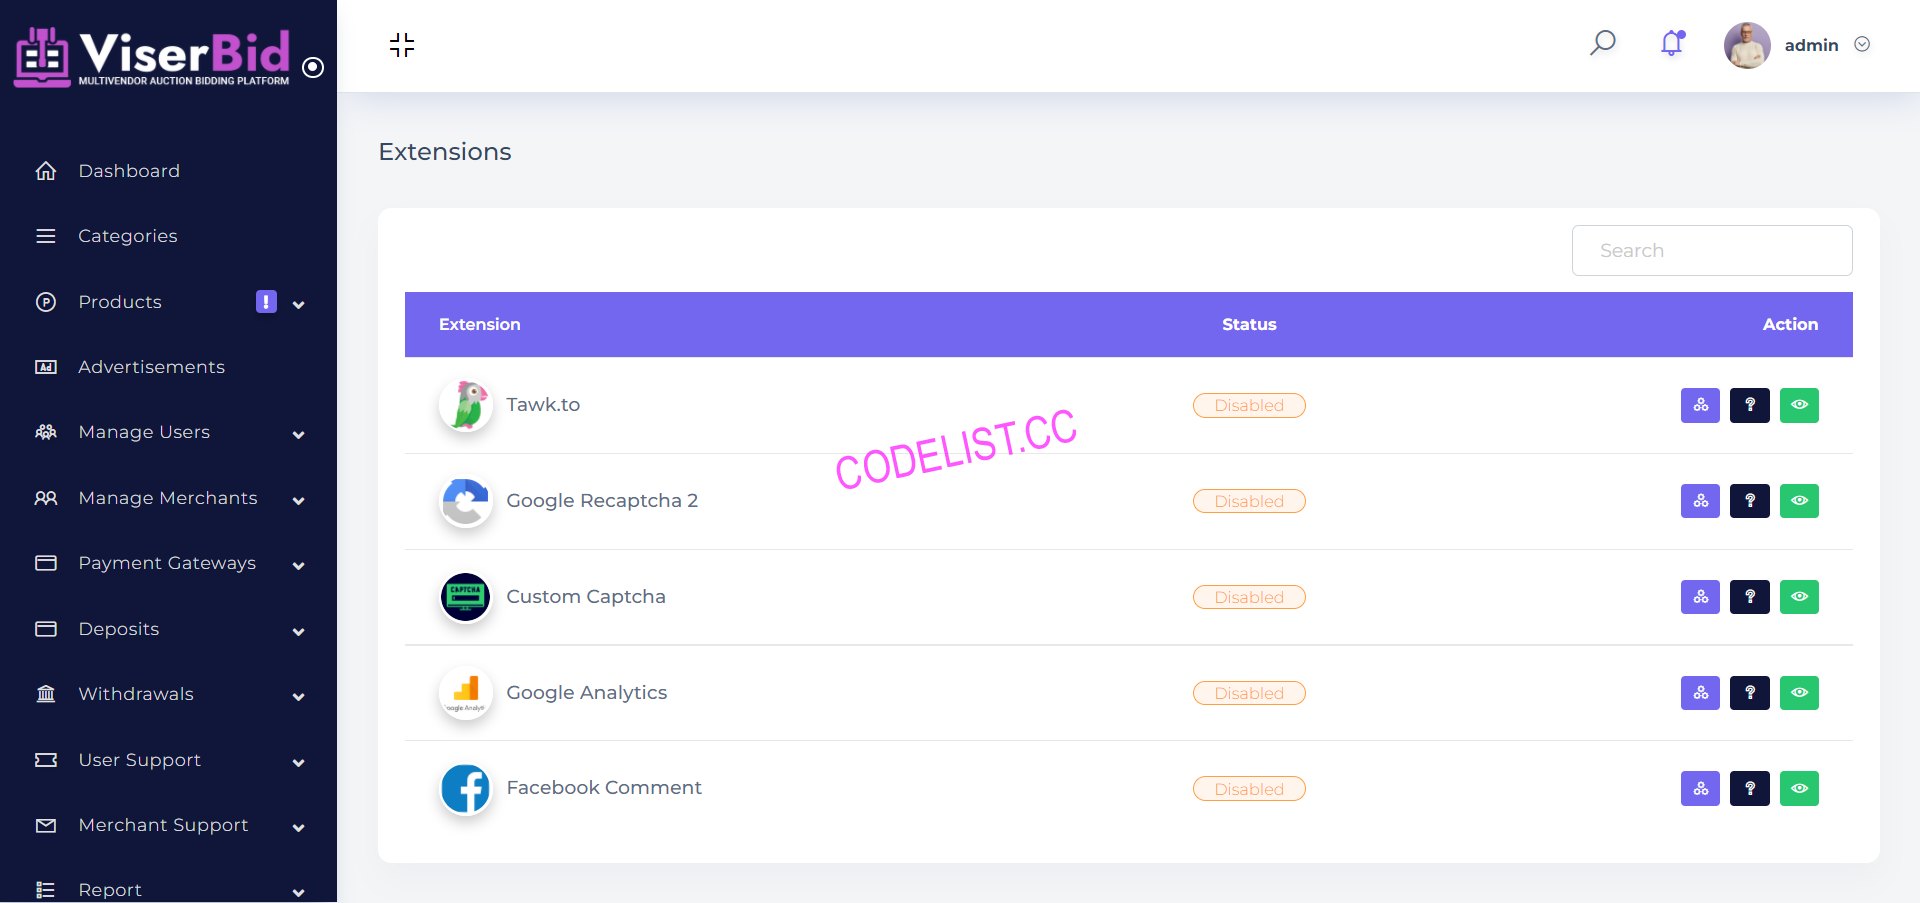 ViserBid
MULTIVENDOR AUCTION BIDDING PLATFORM
admin
Dashboard
Categories
Products
!
Advertisements
Ad
Manage Users
Manage Merchants
Payment Gateways
Deposits
Withdrawals
User Support
Merchant Support
Report
Extensions
Search
Extension Status Action
Tawk.to Disabled ?
CODELIST.CC
Google Recaptcha 2 Disabled ?
CAPTCHA
Custom Captcha Disabled ?
Google Analytics Disabled ?
Facebook Comment Disabled ?